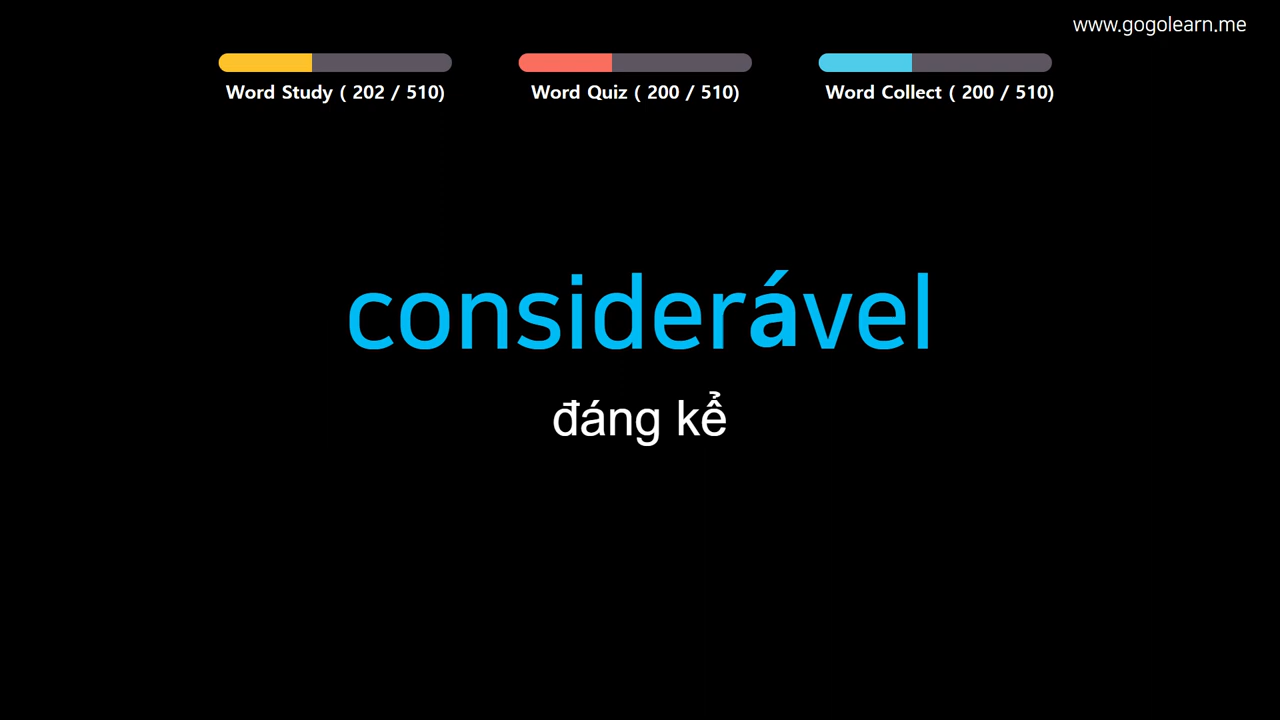 www.gogolearn.me
Word Study ( 202 / 510)
Word Quiz ( 200 / 510)
Word Collect ( 200 / 510)
considerável
đáng kể